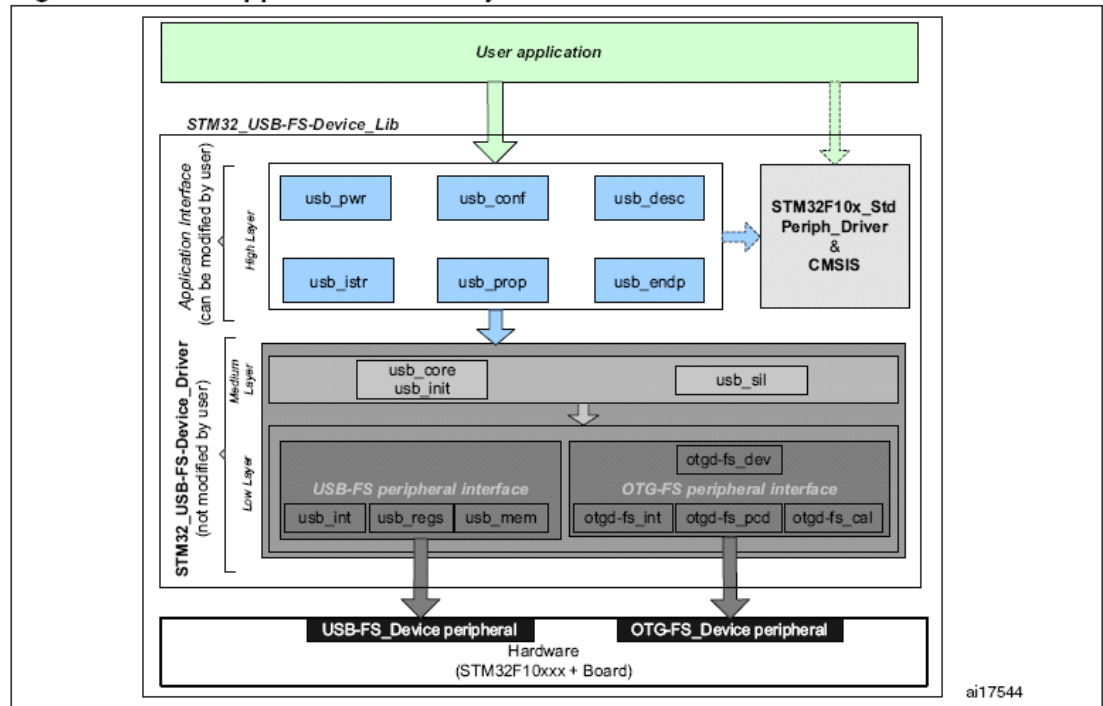 User application
STM32_USB-FS-Device_Lib
Application Interface
(can be modified by user)
High Layer
usb_pwr
usb_conf
usb_desc
usb_istr
usb_prop
usb_endp
STM32F10x_Std
Periph_Driver
&
CMSIS
STM32_USB-FS-Device_Driver
(not modified by user)
Medium
Layer
usb_core
usb_init
usb_sil
Low Layer
USB-FS peripheral interface
usb_int
usb_regs
usb_mem
otgd-fs_dev
OTG-FS peripheral interface
otgd-fs_int
otgd-fs_pcd
otgd-fs_cal
USB-FS_Device peripheral
OTG-FS_Device peripheral
Hardware
(STM32F10xxx + Board)
ai17544